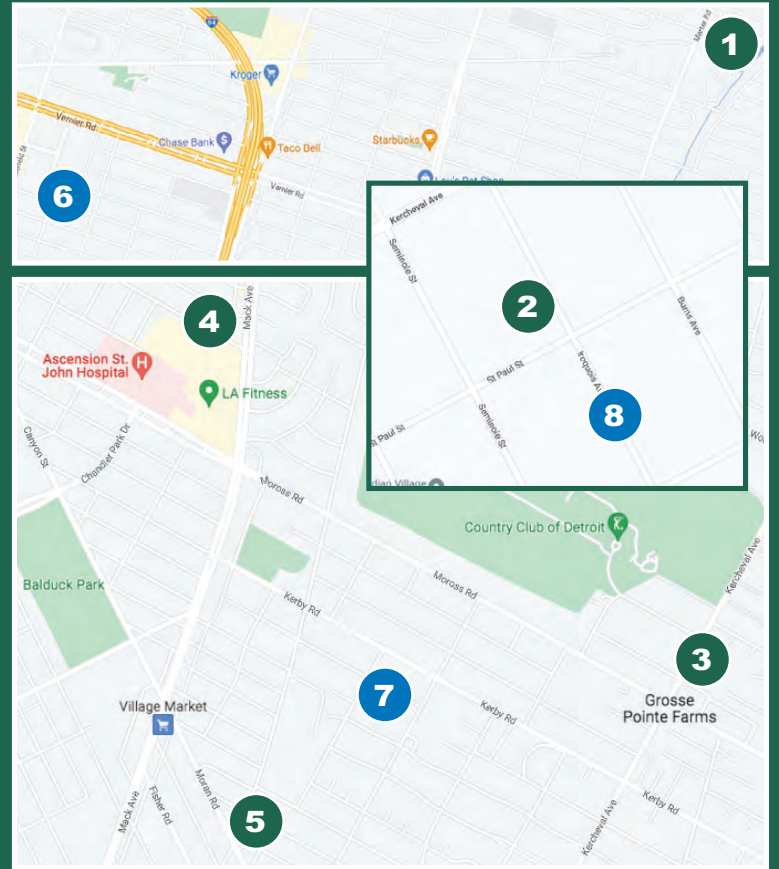 94
Marter Rd
1
Kroger
Vernier Rd
Chase Bank
Taco Bell
Starbucks
6
Vernier Rd
Kercheval Ave
Seminole St
2
Burns Ave
St Paul St
Iroquois
8
St Paul St
Seminole St
Mack Ave
4
Ascension St.
John Hospital
H
LA Fitness
Canyon St
Chandler Park Dr
Moross Rd
Country Club of Detroit
Kercheval Ave
Balduck Park
Moross Rd
Kerby Rd
3
7
Grosse
Pointe Farms
Village Market
Kerby Rd
Moran Rd
Fisher Rd
Mack Ave
5
Kerby Rd
Kercheval Ave